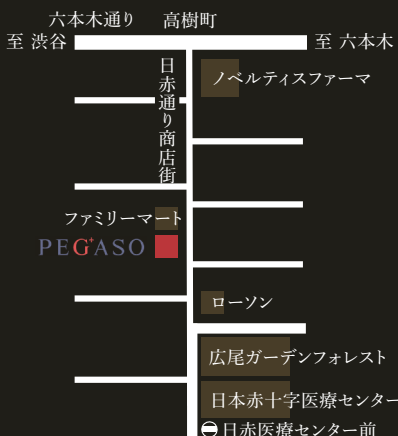 六本木通り
高樹町
至 渋谷
至 六本木
日赤通り商店街
ノベルティスファーマ
ファミリーマート
PEGASO
ローソン
広尾ガーデンフォレスト
日本赤十字医療センター
日赤医療センター前